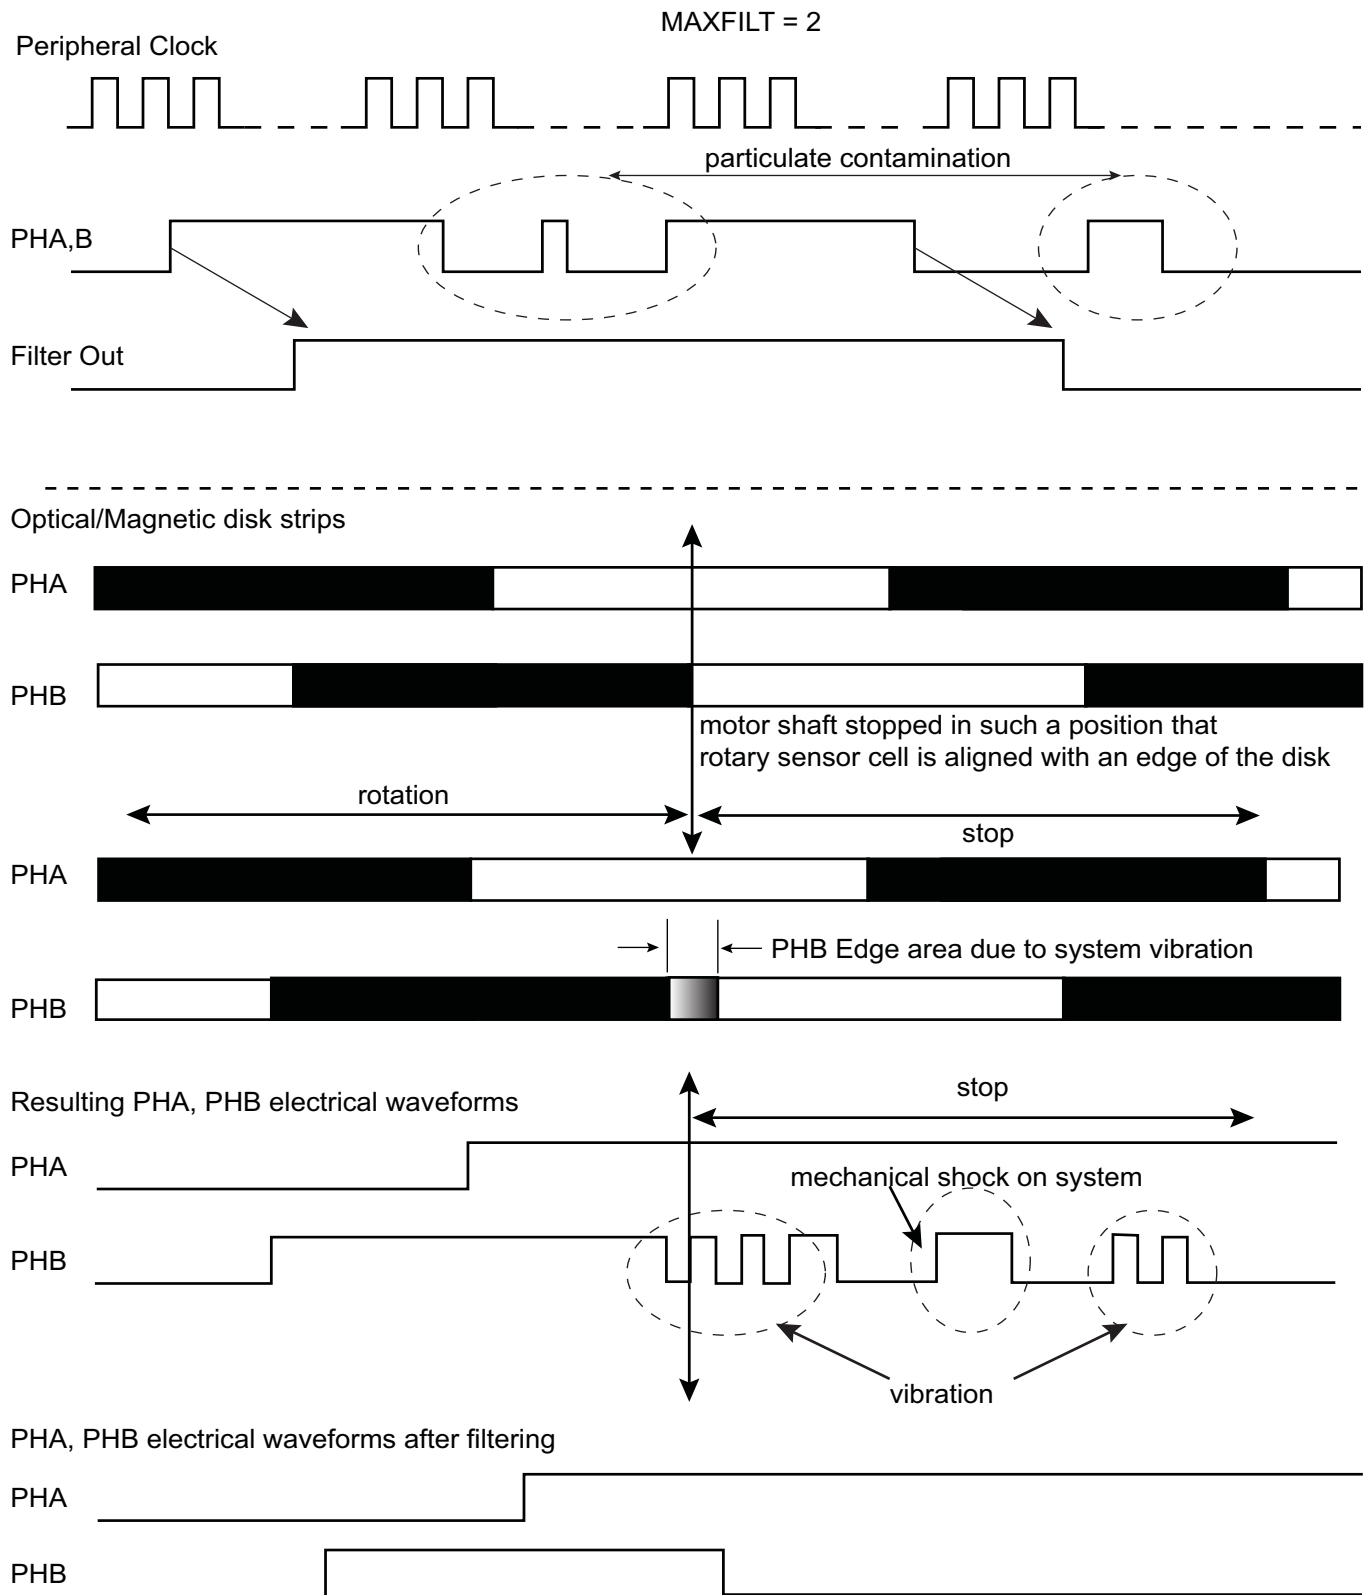 MAXFILT = 2
Peripheral Clock
particulate contamination
PHA,B
Filter Out
Optical/Magnetic disk strips
PHA
PHB
motor shaft stopped in such a position that
rotary sensor cell is aligned with an edge of the disk
rotation
stop
PHA
PHB Edge area due to system vibration
PHB
stop
Resulting PHA, PHB electrical waveforms
PHA
mechanical shock on system
PHB
vibration
PHA, PHB electrical waveforms after filtering
PHA
PHB